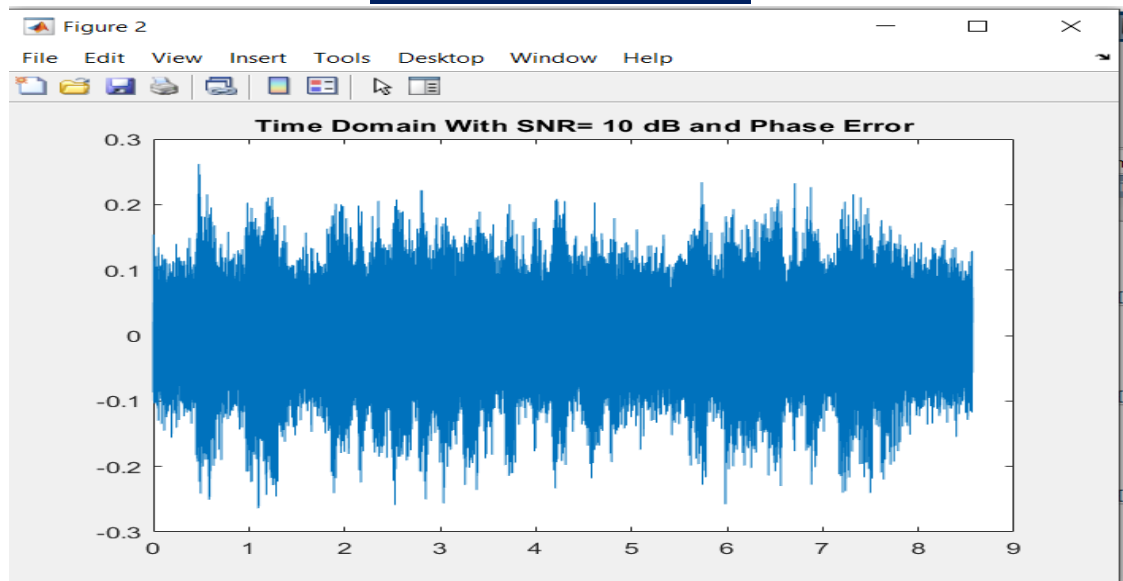 Figure 2
File Edit View Insert Tools Desktop Window Help
Time Domain With SNR= 10 dB and Phase Error
0.3
0.2
0.1
0
-0.1
-0.2
-0.3
0 1 2 3 4 5 6 7 8 9